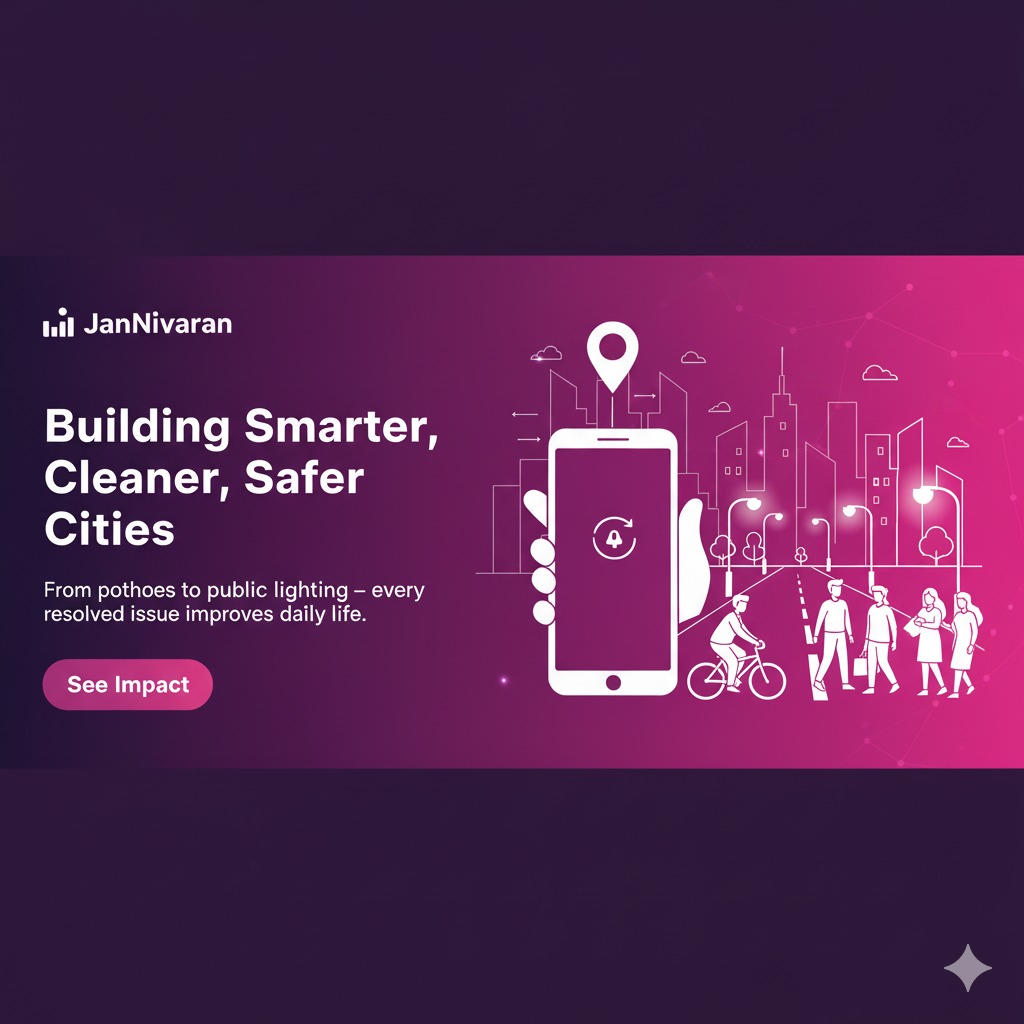 JanNivaran
Building Smarter,
Cleaner, Safer
Cities
From pothoes to public lighting – every
resolved issue improves daily life.
See Impact